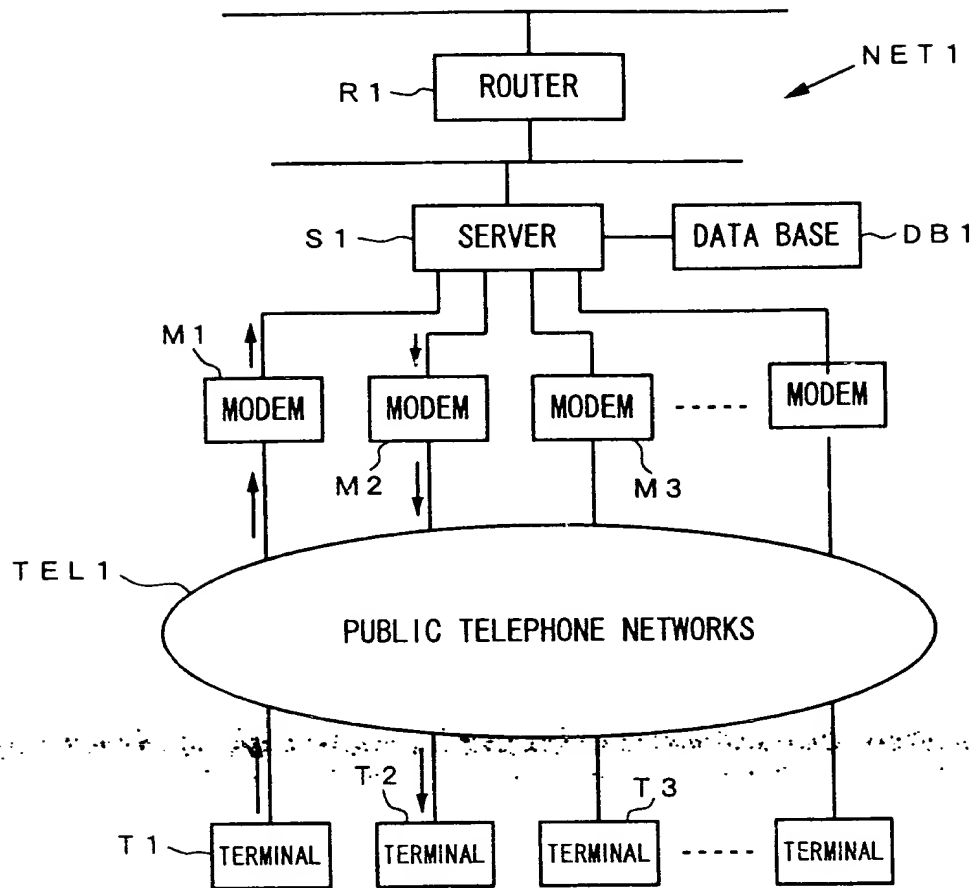 NET1
R1
ROUTER
S1
SERVER
DATA BASE
DB1
M1
MODEM
MODEM
MODEM
-----
MODEM
M2
M3
TEL1
PUBLIC TELEPHONE NETWORKS
T2
T3
T1
TERMINAL
TERMINAL
TERMINAL
-----
TERMINAL